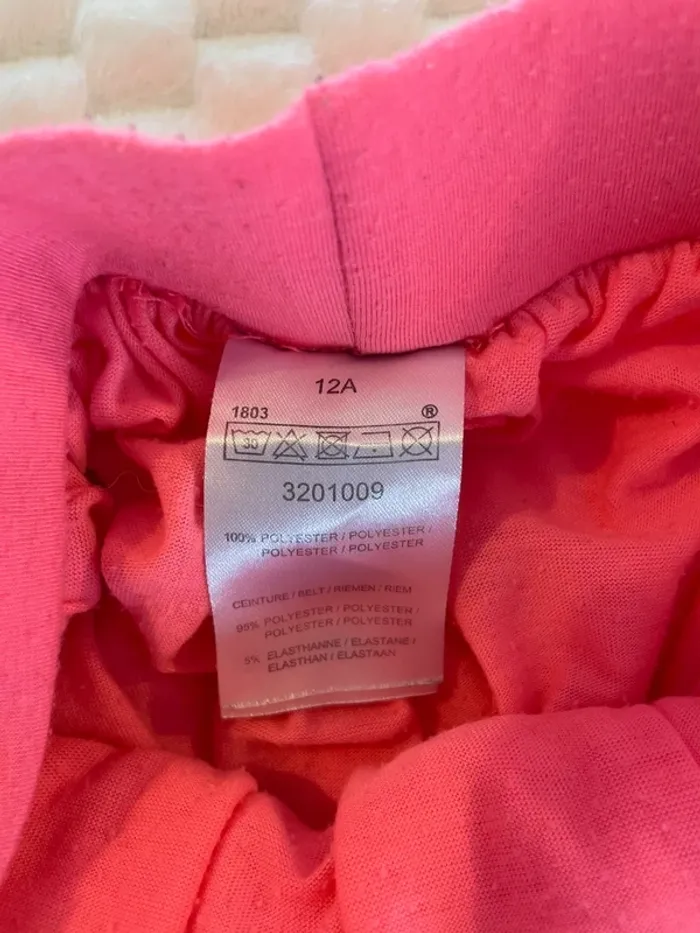 12A
1803 ®
30
3201009
100% POLYESTER / POLYESTER /
POLYESTER / POLYESTER
CEINTURE / BELT / RIEMEN / RIEM
95% POLYESTER / POLYESTER /
POLYESTER / POLYESTER
5% ELASTHANNE / ELASTANE /
ELASTHAN / ELASTAAN